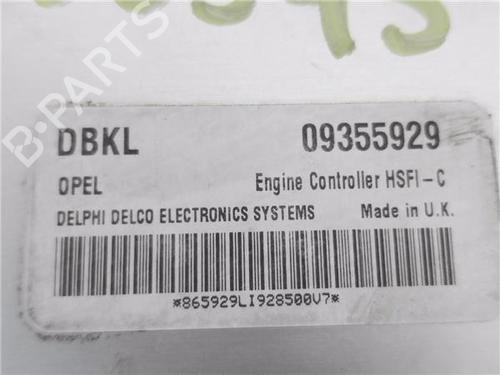 DBKL 09355929
OPEL Engine Controller HSFI-C
DELPHI DELCO ELECTRONICS SYSTEMS Made in U.K.
*865929LI928500V7*
B-PARTS